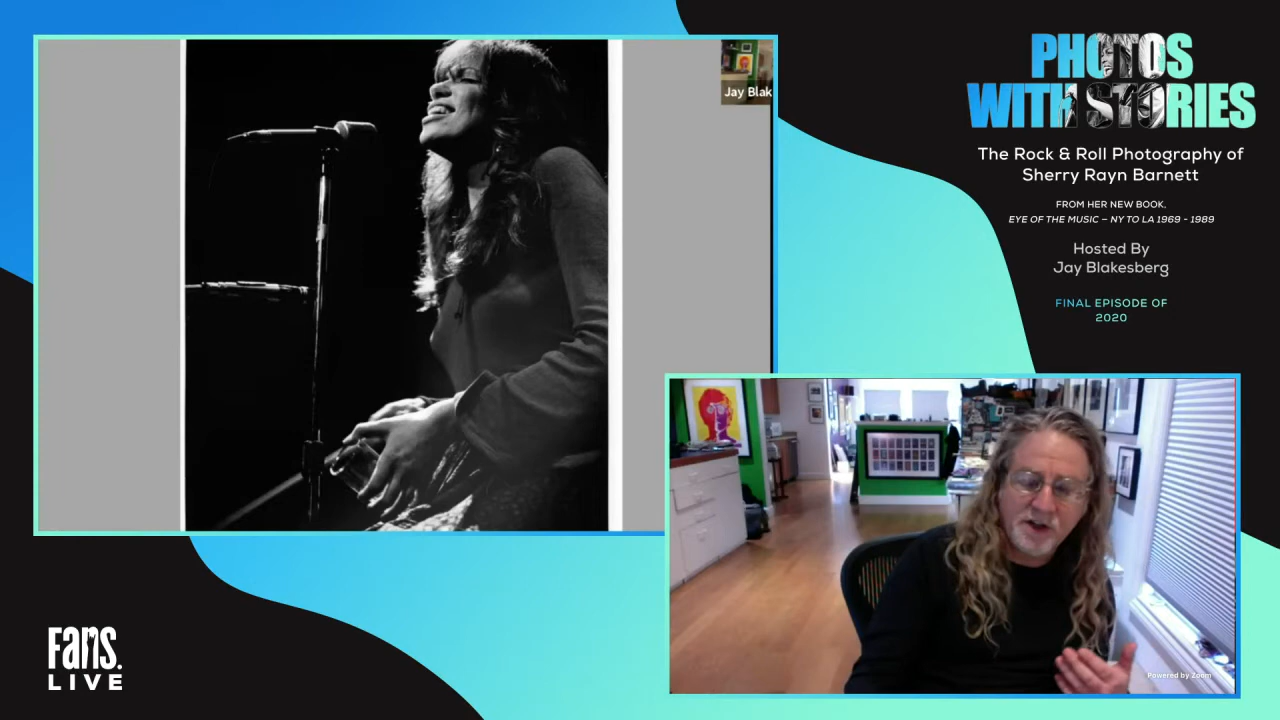 Jay Blak
PHOTOS
WITH STORIES
The Rock & Roll Photography of
Sherry Rayn Barnett
FROM HER NEW BOOK,
EYE OF THE MUSIC – NY TO LA 1969 - 1989
Hosted By
Jay Blakesberg
FINAL EPISODE OF
2020
Fans.
LIVE
Powered by Zoom